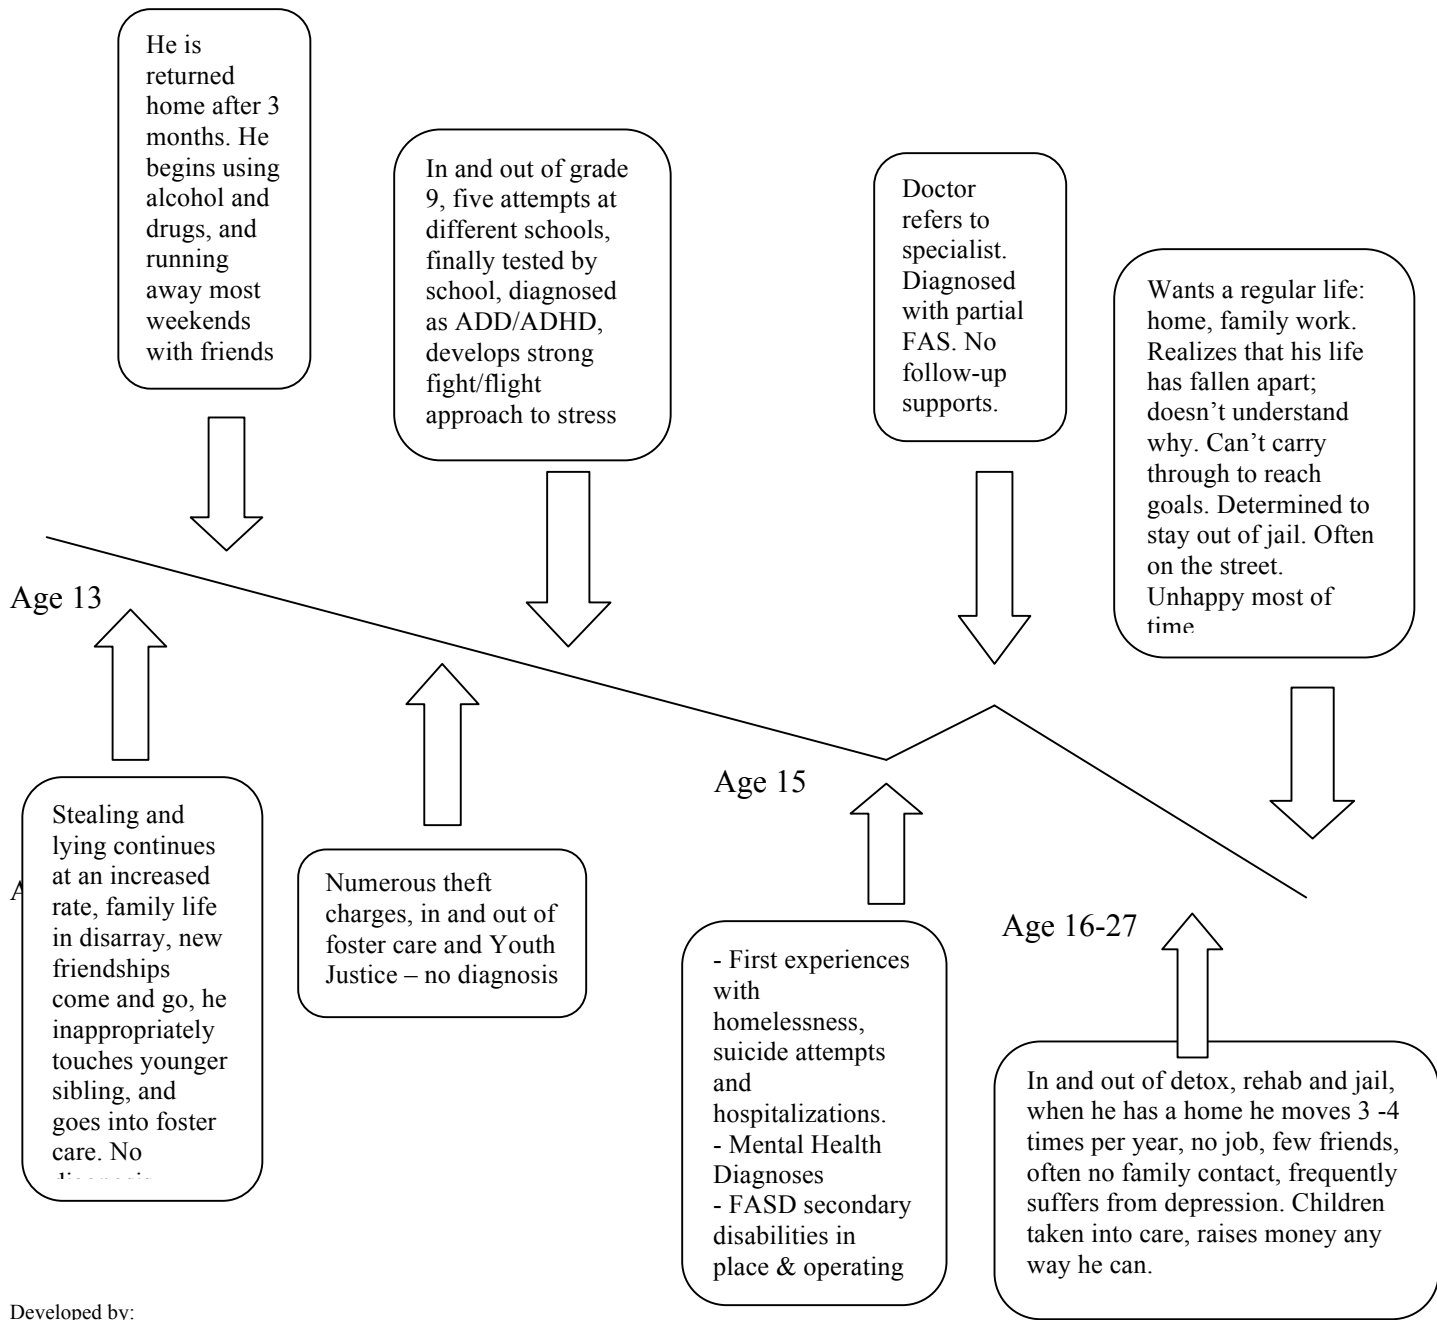 He is
returned
home after 3
months. He
begins using
alcohol and
drugs, and
running
away most
weekends
with friends
In and out of grade
9, five attempts at
different schools,
finally tested by
school, diagnosed
as ADD/ADHD,
develops strong
fight/flight
approach to stress
Doctor
refers to
specialist.
Diagnosed
with partial
FAS. No
follow-up
supports.
Wants a regular life:
home, family work.
Realizes that his life
has fallen apart;
doesn't understand
why. Can't carry
through to reach
goals. Determined to
stay out of jail. Often
on the street.
Unhappy most of
time
Age 13
Age 15
Age 16-27
Stealing and
lying continues
at an increased
rate, family life
in disarray, new
friendships
come and go, he
inappropriately
touches younger
sibling, and
goes into foster
care. No
Numerous theft
charges, in and out of
foster care and Youth
Justice – no diagnosis
- First experiences
with
homelessness,
suicide attempts
and
hospitalizations.
- Mental Health
Diagnoses
- FASD secondary
disabilities in
place & operating
In and out of detox, rehab and jail,
when he has a home he moves 3 -4
times per year, no job, few friends,
often no family contact, frequently
suffers from depression. Children
taken into care, raises money any
way he can.
Developed by: